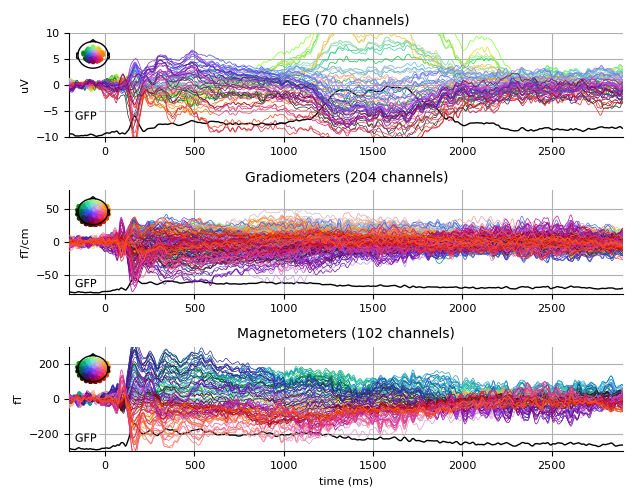 EEG (70 channels)
10
5
0
−5
−10
uV
GFP
0 500 1000 1500 2000 2500
Gradiometers (204 channels)
50
0
−50
fT/cm
GFP
0 500 1000 1500 2000 2500
Magnetometers (102 channels)
200
0
−200
fT
GFP
0 500 1000 1500 2000 2500
time (ms)